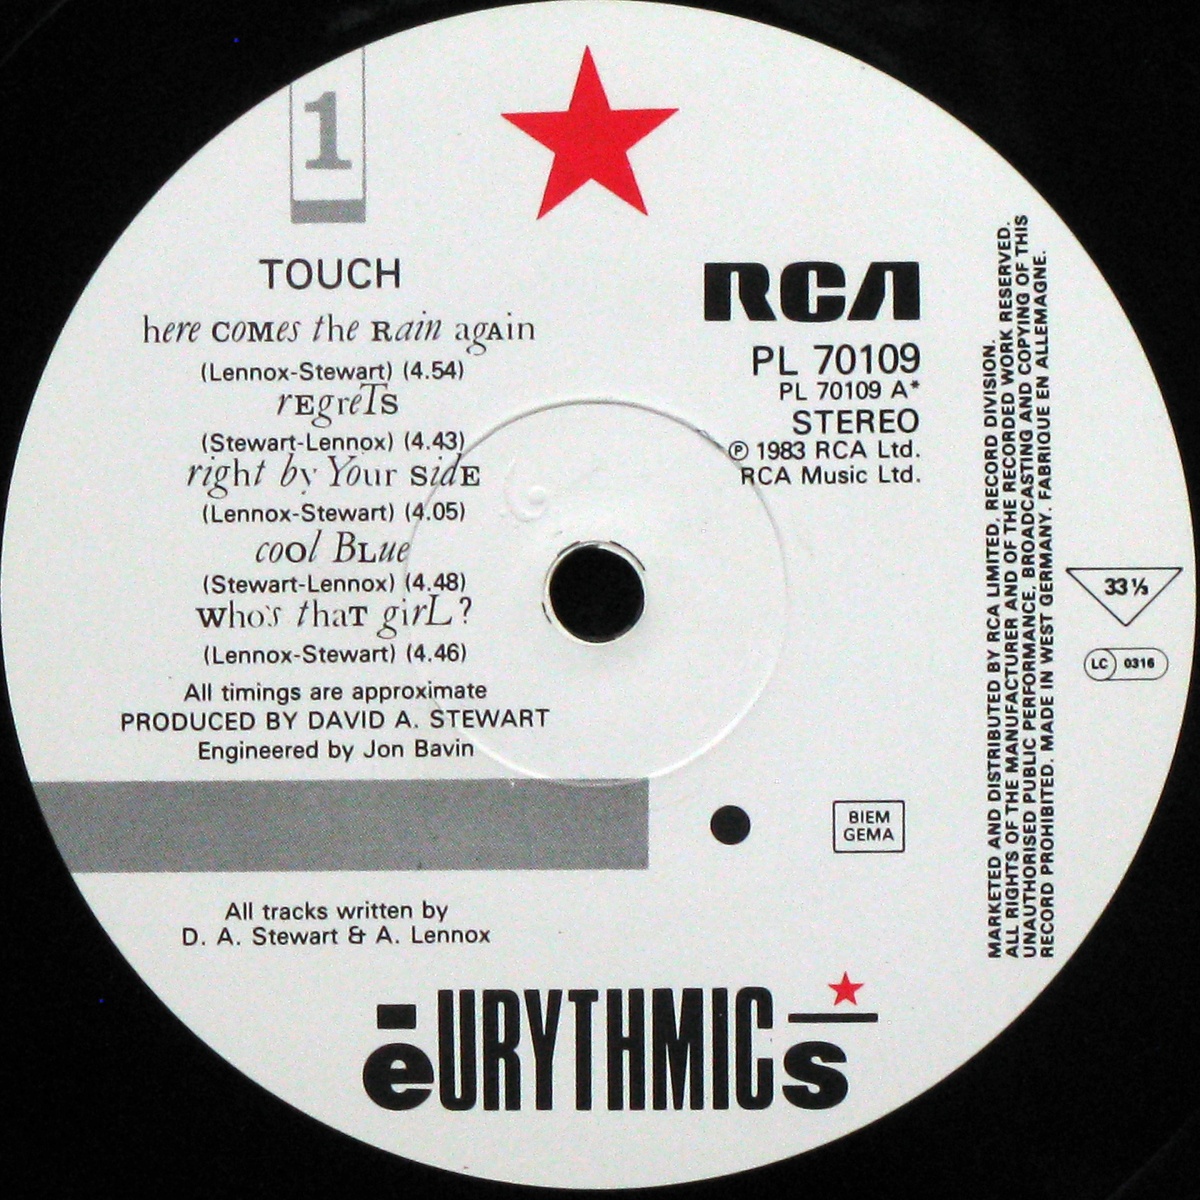 1
TOUCH
here COMes the Rain agAin
(Lennox-Stewart) (4.54)
rEgreTS
(Stewart-Lennox) (4.43)
right by Your SidE
(Lennox-Stewart) (4.05)
cool BLue
(Stewart-Lennox) (4.48)
Who's thaT girL?
(Lennox-Stewart) (4.46)
All timings are approximate
PRODUCED BY DAVID A. STEWART
Engineered by Jon Bavin
RCA
PL 70109
PL 70109 A*
STEREO
℗ 1983 RCA Ltd.
RCA Music Ltd.
MARKETED AND DISTRIBUTED BY RCA LIMITED, RECORD DIVISION.
ALL RIGHTS OF THE MANUFACTURER AND OF THE RECORDED WORK RESERVED.
UNAUTHORISED PUBLIC PERFORMANCE, BROADCASTING AND COPYING OF THIS
RECORD PROHIBITED. MADE IN WEST GERMANY. FABRIQUE EN ALLEMAGNE.
33⅓
LC 0316
BIEM
GEMA
All tracks written by
D. A. Stewart & A. Lennox
eURYTHMICs